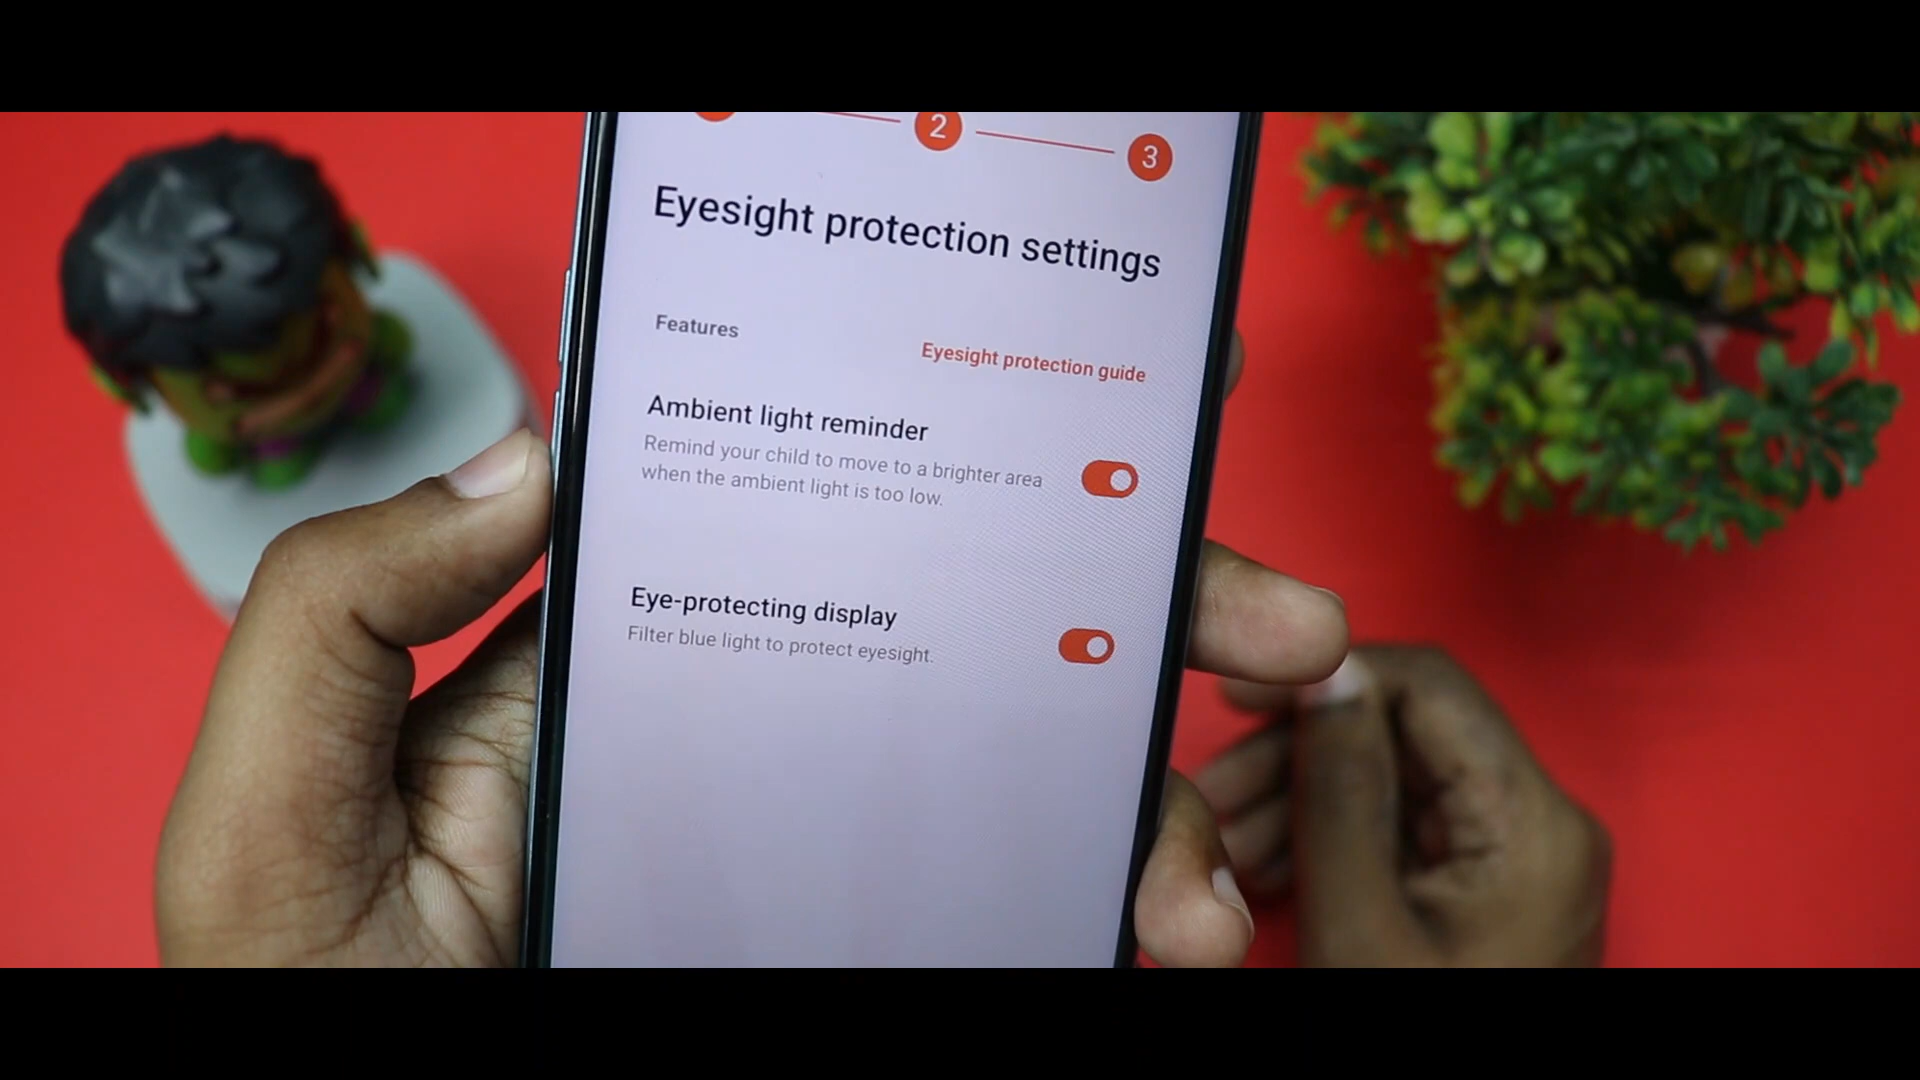 2
3
Eyesight protection settings
Features
Eyesight protection guide
Ambient light reminder
Remind your child to move to a brighter area
when the ambient light is too low.
Eye-protecting display
Filter blue light to protect eyesight.